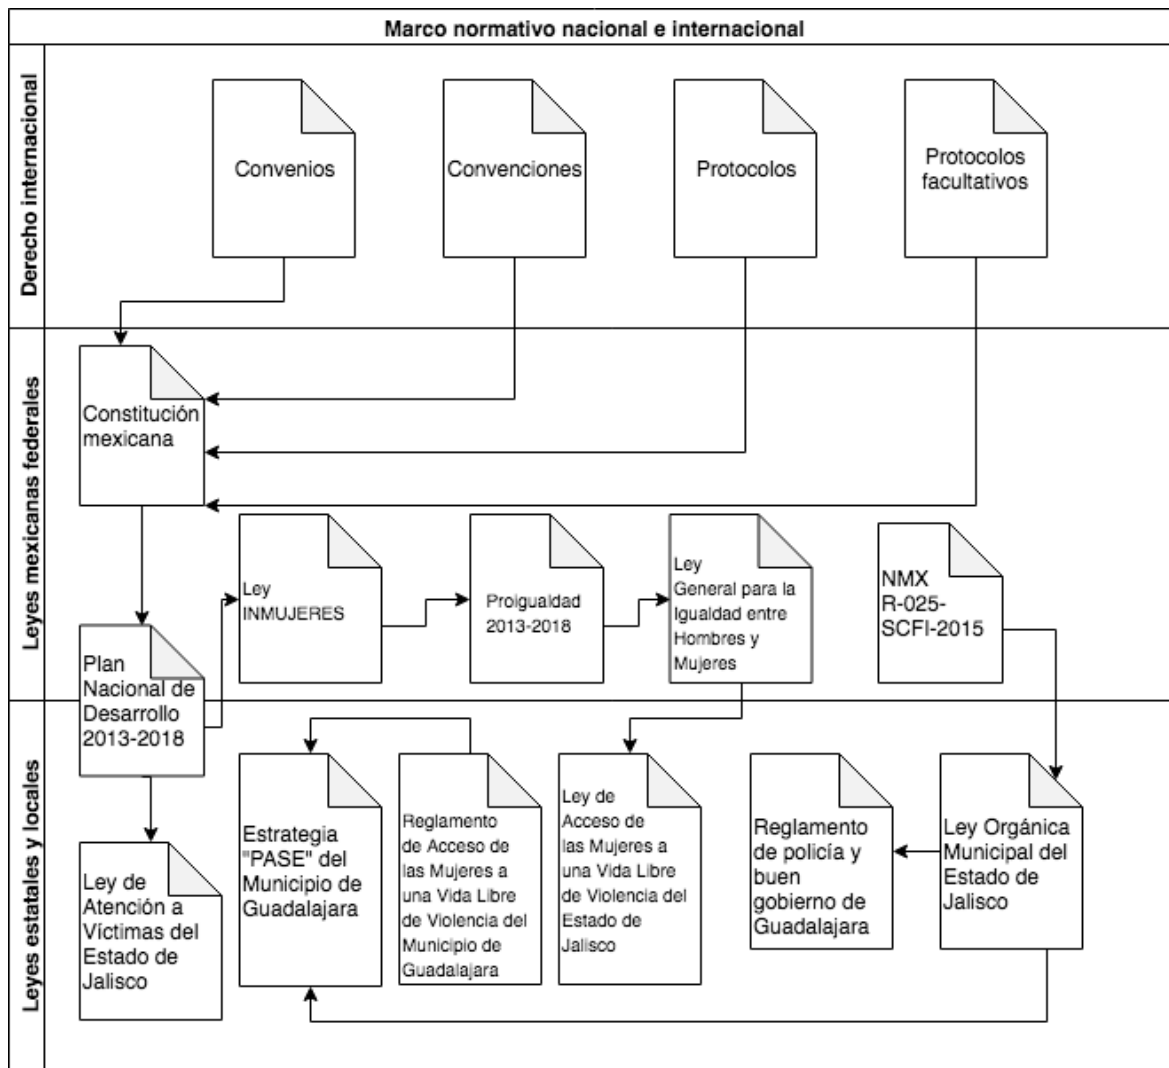 Marco normativo nacional e internacional
Derecho internacional
Convenios
Convenciones
Protocolos
Protocolos
facultativos
Leyes mexicanas federales
Constitución
mexicana
Plan
Nacional de
Desarrollo
2013-2018
Ley
INMUJERES
Proigualdad
2013-2018
Ley
General para la
Igualdad entre
Hombres y
Mujeres
NMX
R-025-
SCFI-2015
Leyes estatales y locales
Ley de
Atención a
Víctimas del
Estado de
Jalisco
Estrategia
"PASE" del
Municipio de
Guadalajara
Reglamento
de Acceso de
las Mujeres a
una Vida Libre
de Violencia del
Municipio de
Guadalajara
Ley de
Acceso de
las Mujeres a
una Vida Libre
de Violencia del
Estado de
Jalisco
Reglamento
de policía y
buen
gobierno de
Guadalajara
Ley Orgánica
Municipal del
Estado de
Jalisco